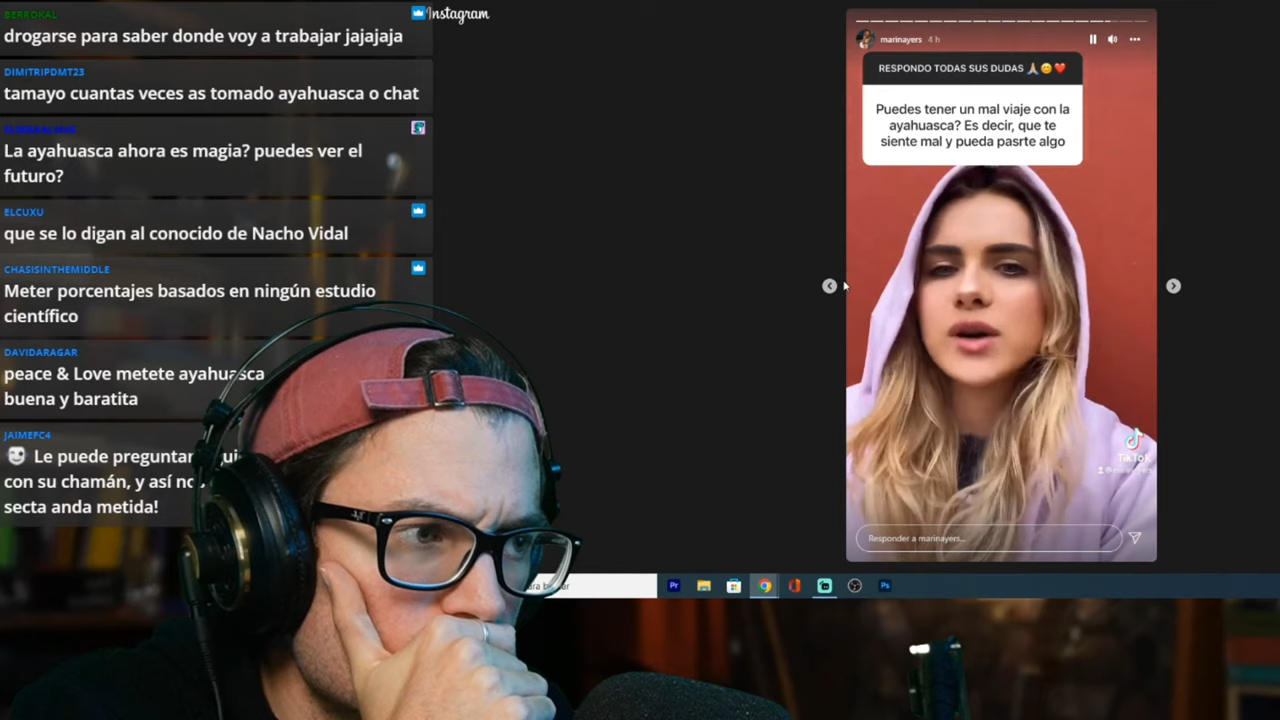 BERROKAL
drogarse para saber donde voy a trabajar jajajaja
DIMITRIPDMT23
tamayo cuantas veces as tomado ayahuasca o chat
La ayahuasca ahora es magia? puedes ver el
futuro?
ELCUXU
que se lo digan al conocido de Nacho Vidal
CHASISINTHEMIDDLE
Meter porcentajes basados en ningún estudio
científico
DAVIDARAGAR
peace & Love metete ayahuasca
buena y baratita
JAIMEFC4
Le puede preguntar
con su chamán, y así
secta anda metida!
Instagram
marinayers 4 h
RESPONDO TODAS SUS DUDAS 🙏🏼😊❤️
Puedes tener un mal viaje con la
ayahuasca? Es decir, que te
siente mal y pueda pasrte algo
TikTok
Responder a marinayers...
Pr
Ps